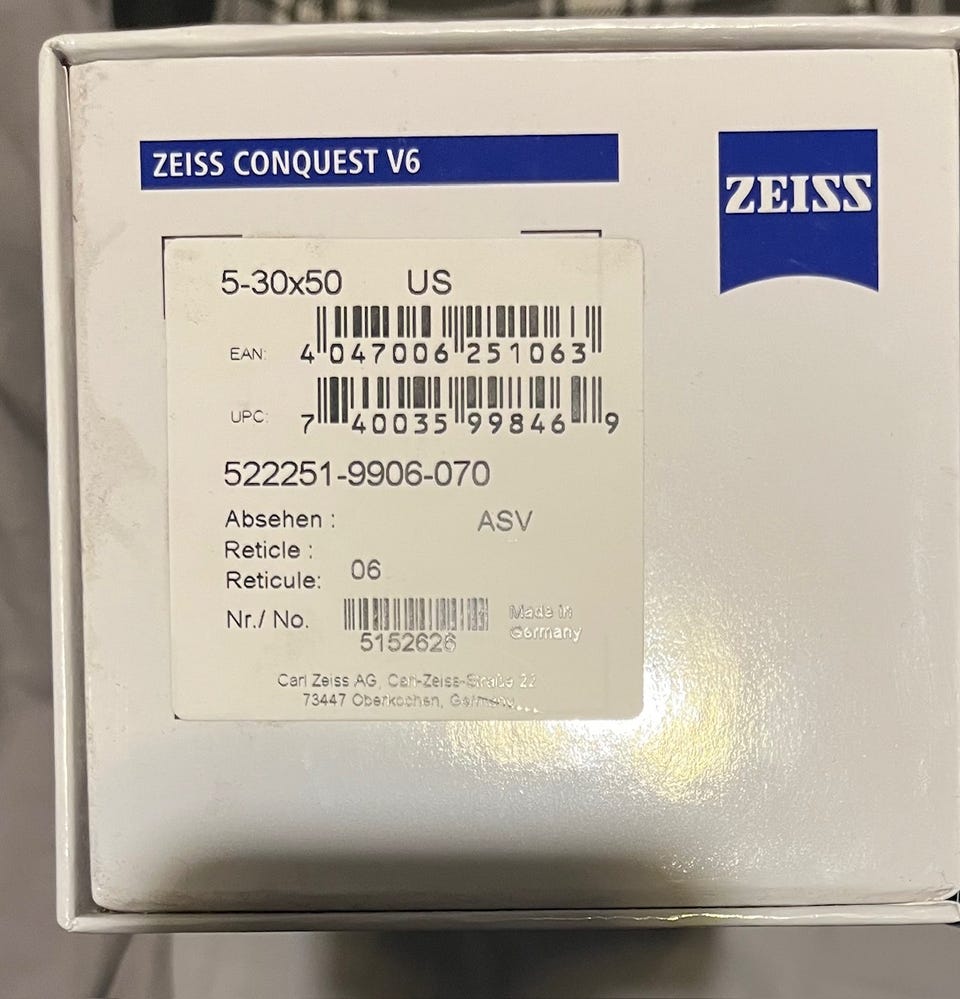 ZEISS CONQUEST V6
ZEISS
5-30x50 US
EAN: 4 047006 251063
UPC: 7 40035 99846 9
522251-9906-070
Absehen : ASV
Reticle :
Reticule: 06
Nr./ No. Made in
5152626 Germany
Carl Zeiss AG, Carl-Zeiss-Straße 22
73447 Oberkochen, Germany